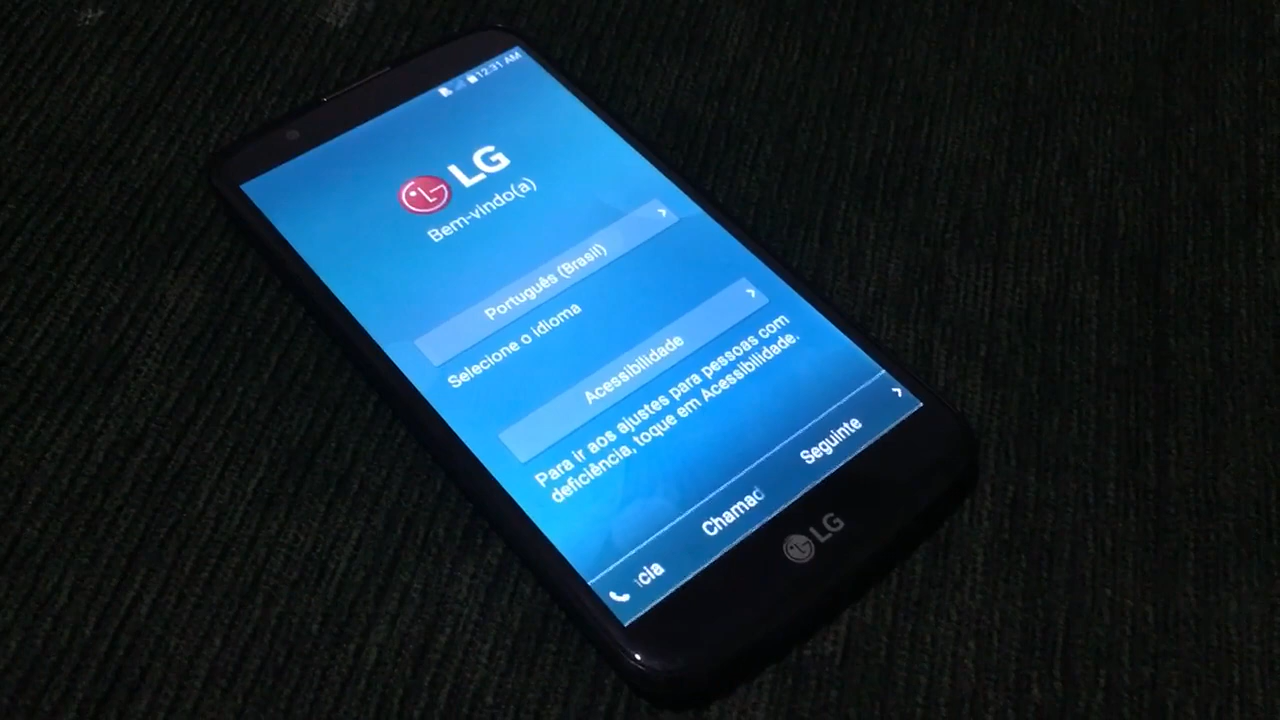 12:31 AM
LG
Bem-vindo(a)
Português (Brasil)
Selecione o idioma
Acessibilidade
Para ir aos ajustes para pessoas com
deficiência, toque em Acessibilidade.
cia Chamad Seguinte
LG